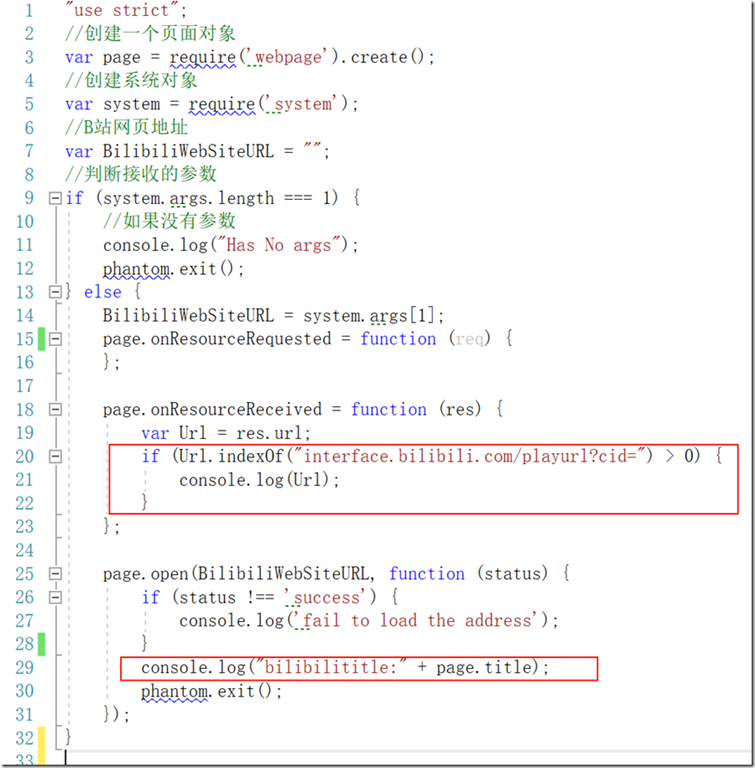 1 "use strict";
2 //创建一个页面对象
3 var page = require('webpage').create();
4 //创建系统对象
5 var system = require('system');
6 //B站网页地址
7 var BilibiliWebSiteURL = "";
8 //判断接收的参数
9 if (system.args.length === 1) {
10 //如果没有参数
11 console.log("Has No args");
12 phantom.exit();
13 } else {
14 BilibiliWebSiteURL = system.args[1];
15 page.onResourceRequested = function (req) {
16 };
17
18 page.onResourceReceived = function (res) {
19 var Url = res.url;
20 if (Url.indexOf("interface.bilibili.com/playurl?cid=") > 0) {
21 console.log(Url);
22 }
23 };
24
25 page.open(BilibiliWebSiteURL, function (status) {
26 if (status !== 'success') {
27 console.log('fail to load the address');
28 }
29 console.log("bilibilititle:" + page.title);
30 phantom.exit();
31 });
32 }
33